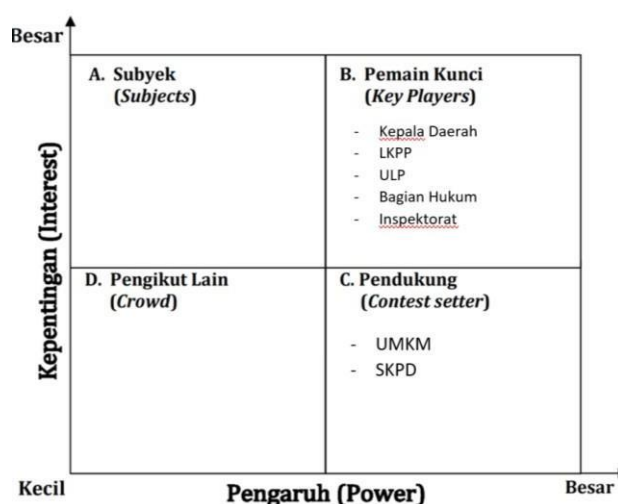 Besar
A. Subyek
(Subjects)
B. Pemain Kunci
(Key Players)
- Kepala Daerah
- LKPP
- ULP
- Bagian Hukum
- Inspektorat
Kepentingan (Interest)
D. Pengikut Lain
(Crowd)
C. Pendukung
(Contest setter)
- UMKM
- SKPD
Kecil
Pengaruh (Power)
Besar